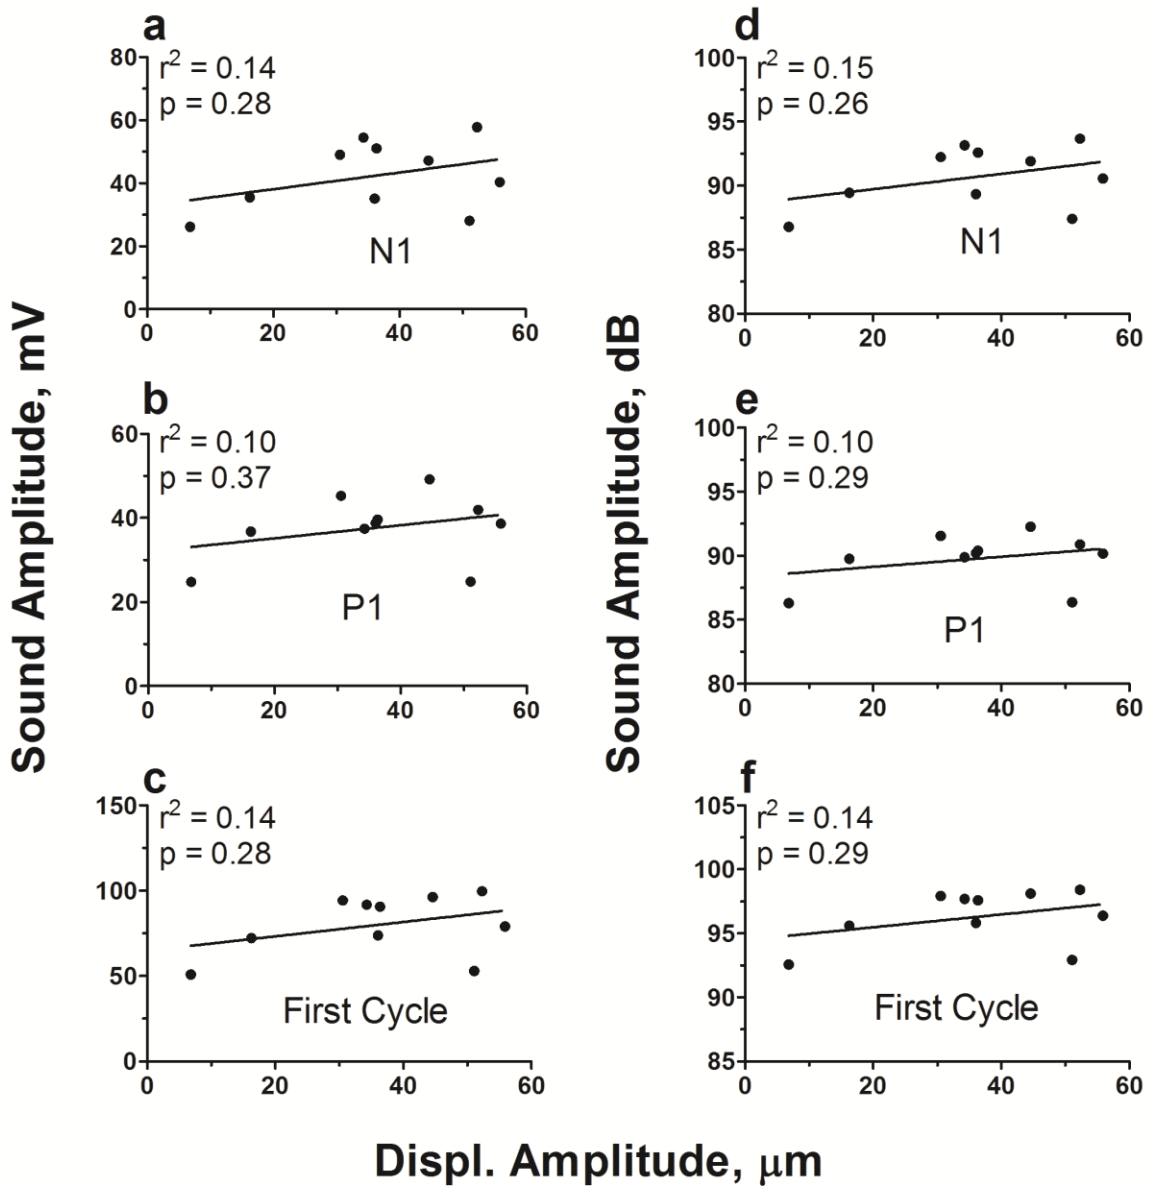 Sound Amplitude, mV
a
r² = 0.14
p = 0.28
80
60
40
20
0
0 20 40 60
N1
b
r² = 0.10
p = 0.37
60
40
20
0
0 20 40 60
P1
c
r² = 0.14
p = 0.28
150
100
50
0
0 20 40 60
First Cycle
Sound Amplitude, dB
d
r² = 0.15
p = 0.26
100
95
90
85
80
0 20 40 60
N1
e
r² = 0.10
p = 0.29
100
95
90
85
80
0 20 40 60
P1
f
r² = 0.14
p = 0.29
105
100
95
90
85
0 20 40 60
First Cycle
Displ. Amplitude, μm